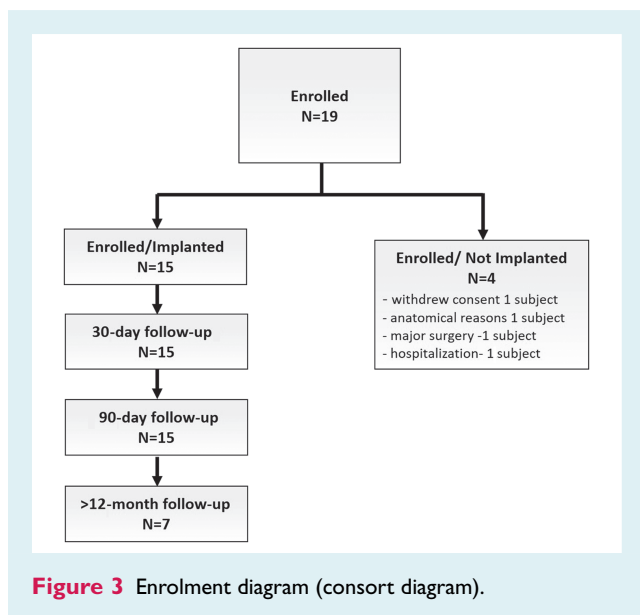 Enrolled
N=19
Enrolled/Implanted
N=15
Enrolled/ Not Implanted
N=4
- withdrew consent 1 subject
- anatomical reasons 1 subject
- major surgery -1 subject
- hospitalization- 1 subject
30-day follow-up
N=15
90-day follow-up
N=15
>12-month follow-up
N=7
Figure 3 Enrolment diagram (consort diagram).